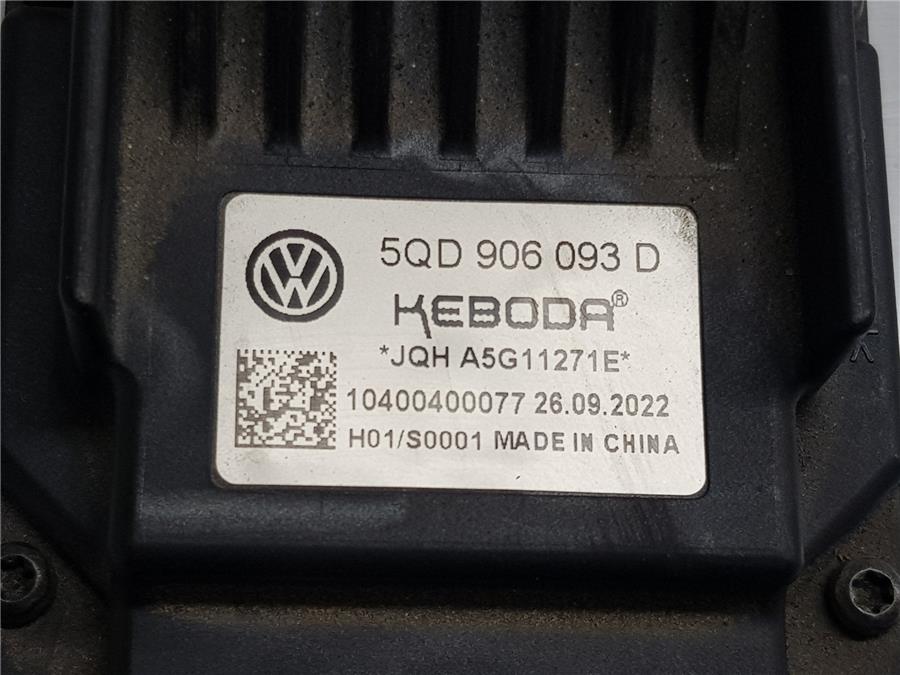 5QD 906 093 D
KEBODA®
*JQH A5G11271E*
10400400077 26.09.2022
H01/S0001 MADE IN CHINA